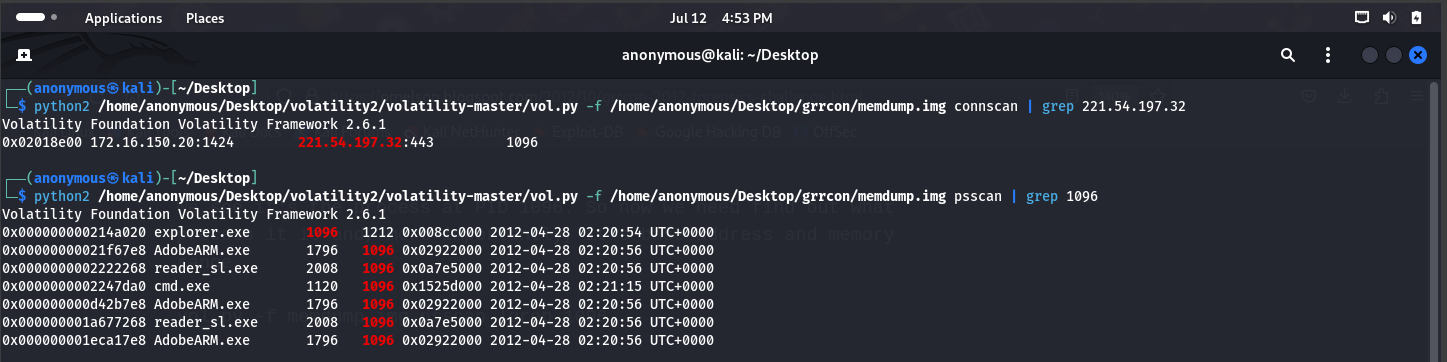 Applications Places Jul 12 4:53 PM
anonymous@kali: ~/Desktop
┌──(anonymous㉿kali)-[~/Desktop]
└─$ python2 /home/anonymous/Desktop/volatility2/volatility-master/vol.py -f /home/anonymous/Desktop/grrcon/memdump.img connscan | grep 221.54.197.32
Volatility Foundation Volatility Framework 2.6.1
Kali NetHunter Exploit-DB Google Hacking DB OffSec
0x02018e00 172.16.150.20:1424 221.54.197.32:443 1096
┌──(anonymous㉿kali)-[~/Desktop]
└─$ python2 /home/anonymous/Desktop/volatility2/volatility-master/vol.py -f /home/anonymous/Desktop/grrcon/memdump.img psscan | grep 1096
Volatility Foundation Volatility Framework 2.6.1
0x000000000214a020 explorer.exe 1096 1212 0x008cc000 2012-04-28 02:20:54 UTC+0000
0x00000000021f67e8 AdobeARM.exe 1796 1096 0x02922000 2012-04-28 02:20:56 UTC+0000
0x0000000002222268 reader_sl.exe 2008 1096 0x0a7e5000 2012-04-28 02:20:56 UTC+0000
0x0000000002247da0 cmd.exe 1120 1096 0x1525d000 2012-04-28 02:21:15 UTC+0000
0x000000000d42b7e8 AdobeARM.exe 1796 1096 0x02922000 2012-04-28 02:20:56 UTC+0000
0x000000001a677268 reader_sl.exe 2008 1096 0x0a7e5000 2012-04-28 02:20:56 UTC+0000
0x000000001eca17e8 AdobeARM.exe 1796 1096 0x02922000 2012-04-28 02:20:56 UTC+0000